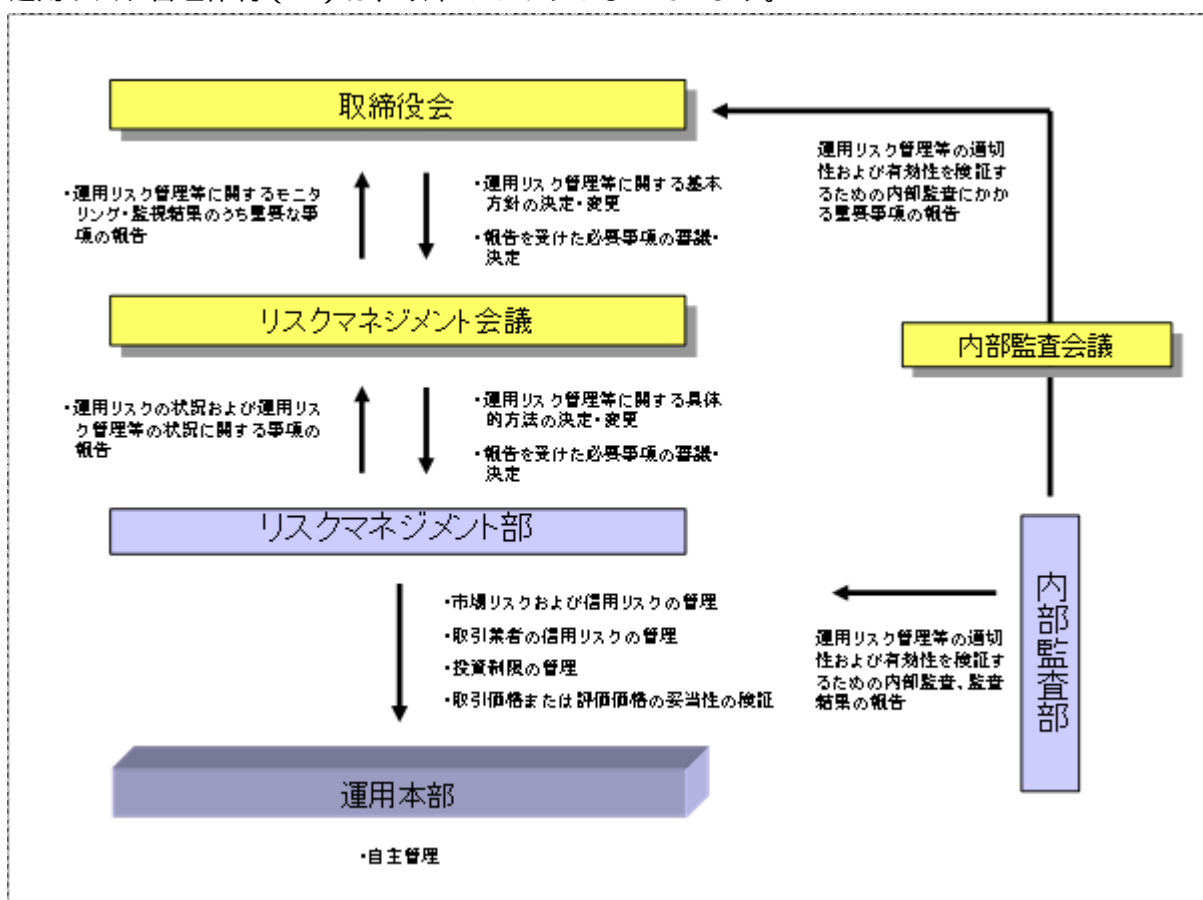 取締役会
・運用リスク管理等に関するモニ
タリング・監視結果のうち重要な事
項の報告
・運用リスク管理等に関する基本
方針の決定・変更
・報告を受けた必要事項の審議・
決定
運用リスク管理等の適切
性および有効性を検証す
るための内部監査にかか
る重要事項の報告
リスクマネジメント会議
内部監査会議
・運用リスクの状況および運用リス
ク管理等の状況に関する事項の
報告
・運用リスク管理等に関する具体
的方法の決定・変更
・報告を受けた必要事項の審議・
決定
リスクマネジメント部
・市場リスクおよび信用リスクの管理
・取引業者の信用リスクの管理
・投資制限の管理
・取引価格または評価価格の妥当性の検証
運用リスク管理等の適切
性および有効性を検証す
るための内部監査、監査
結果の報告
内部監査部
運用本部
・自主管理